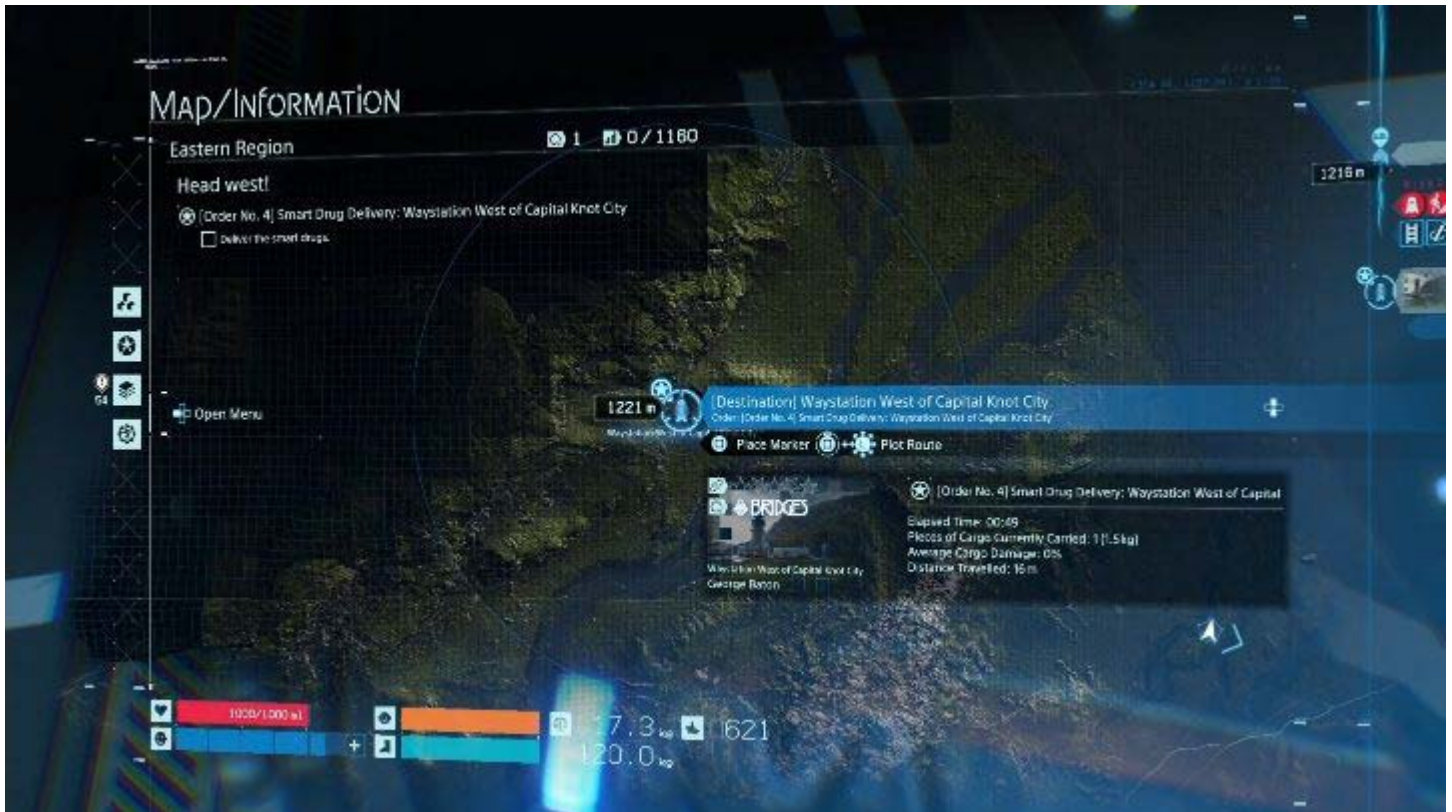 MAP/INFORMATION
Eastern Region
1
0/1160
Head west!
[Order No. 4] Smart Drug Delivery: Waystation West of Capital Knot City
Deliver the smart drugs.
1216 m
64
Open Menu
1221 m
[Destination] Waystation West of Capital Knot City
Order: [Order No. 4] Smart Drug Delivery: Waystation West of Capital Knot City
Waystation West of
Place Marker
Plot Route
BRIDGES
[Order No. 4] Smart Drug Delivery: Waystation West of Capital
Elapsed Time: 00:49
Pieces of Cargo Currently Carried: 1 (1.5kg)
Average Cargo Damage: 0%
Distance Travelled: 16 m
Waystation West of Capital Knot City
George Baton
1000/1000 ml
17.3 kg
621
120.0 kg